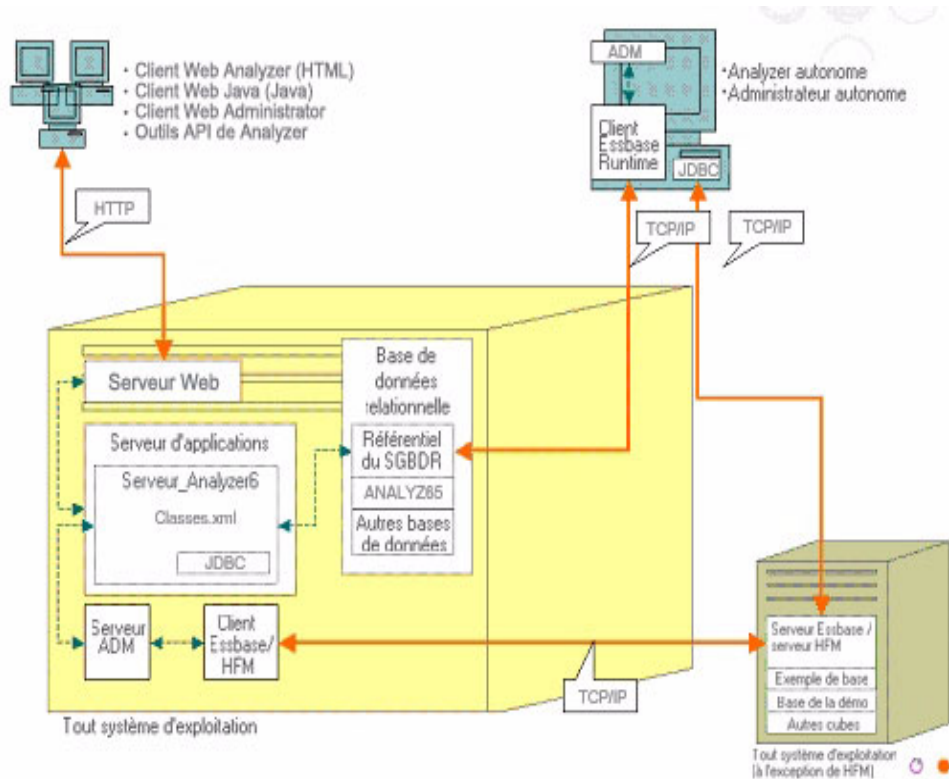 · Client Web Analyzer (HTML)
· Client Web Java (Java)
· Client Web Administrator
· Outils API de Analyzer
ADM
Client
Essbase
Runtime
JDBC
•Analyzer autonome
•Administrateur autonome
HTTP
TCP/IP
TCP/IP
Serveur Web
Base de
données
relationnelle
Référentiel
du SGBDR
ANALYZ65
Autres bases
de données
Serveur d'applications
Serveur_Analyzer6
Classes.xml
JDBC
Serveur
ADM
Client
Essbase/
HFM
TCP/IP
Tout système d'exploitation
Serveur Essbase /
serveur HFM
Exemple de base
Base de la démo
Autres cubes
Tout système d'exploitation
(à l'exception de HFM)